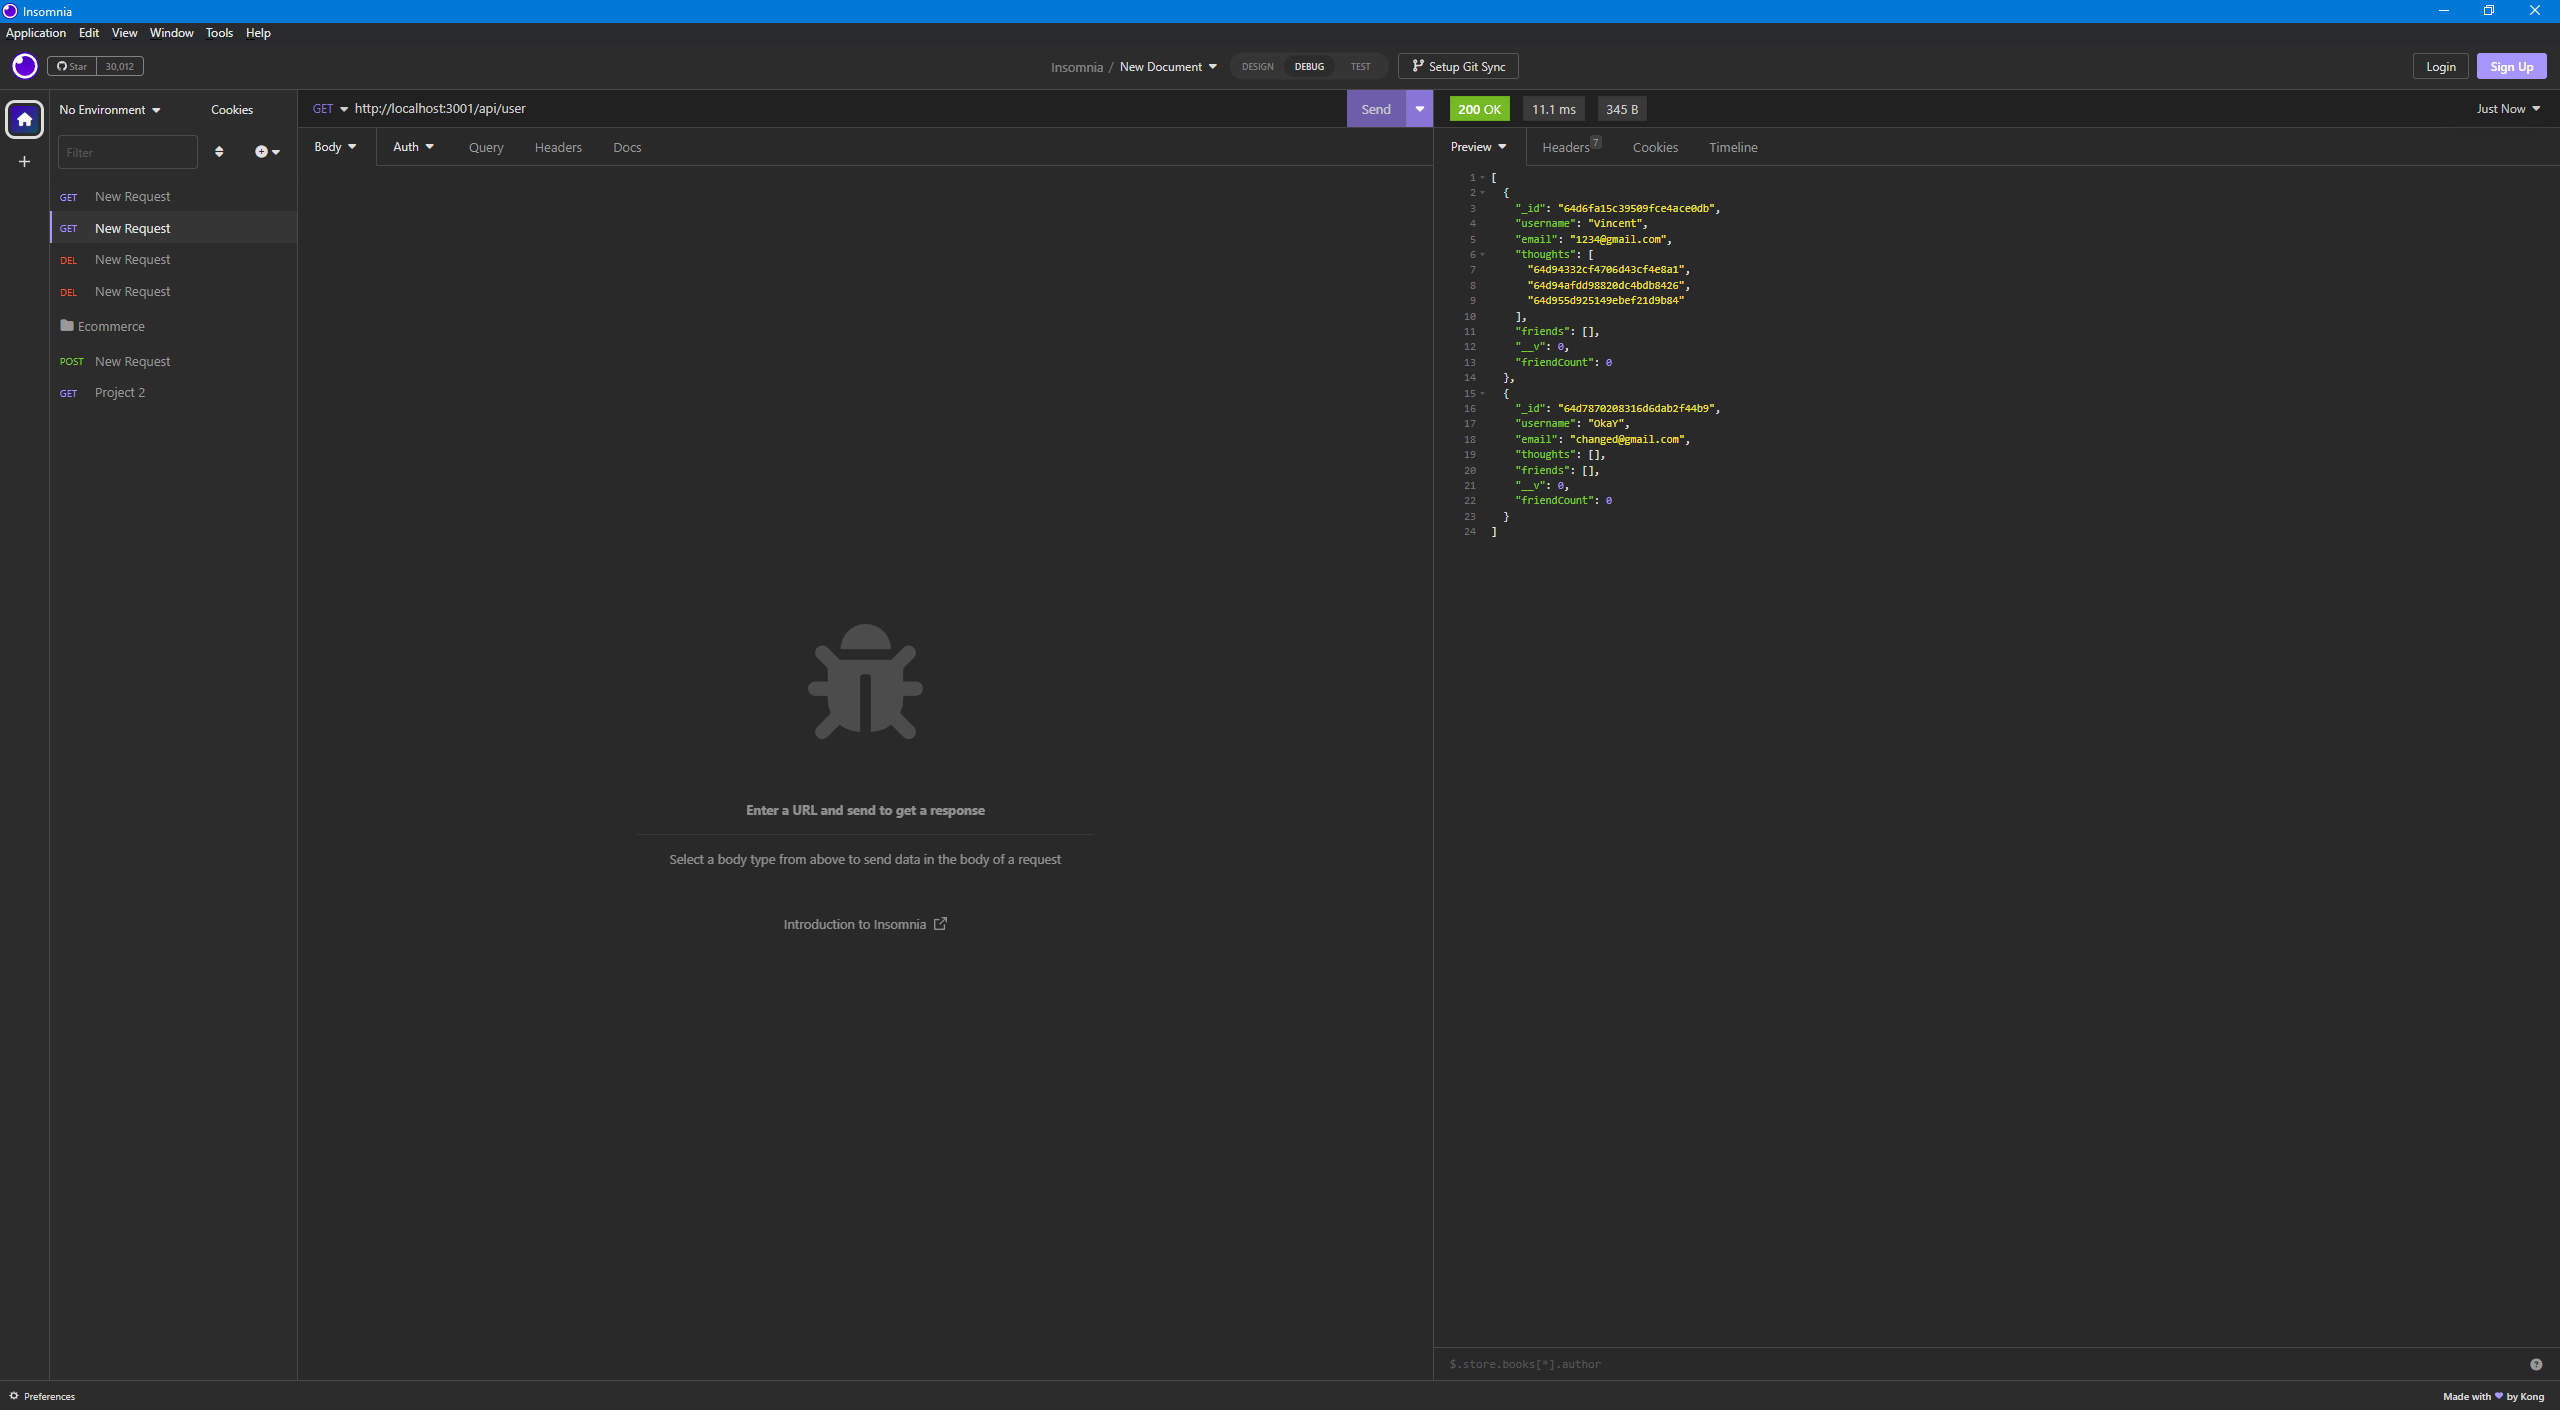 Insomnia
Application Edit View Window Tools Help
Star 30,012
Insomnia / New Document DESIGN DEBUG TEST Setup Git Sync
Login Sign Up
No Environment Cookies
Filter
GET New Request
GET New Request
DEL New Request
DEL New Request
Ecommerce
POST New Request
GET Project 2
GET http://localhost:3001/api/user Send
Body Auth Query Headers Docs
Enter a URL and send to get a response
Select a body type from above to send data in the body of a request
Introduction to Insomnia
200 OK 11.1 ms 345 B Just Now
Preview Headers 7 Cookies Timeline
1 [
2 {
3 "_id": "64d6fa15c39509fce4ace0db",
4 "username": "Vincent",
5 "email": "1234@gmail.com",
6 "thoughts": [
7 "64d94332cf4706d43cf4e8a1",
8 "64d94afdd98820dc4bdb8426",
9 "64d955d925149ebef21d9b84"
10 ],
11 "friends": [],
12 "__v": 0,
13 "friendCount": 0
14 },
15 {
16 "_id": "64d7870208316d6dab2f44b9",
17 "username": "OkaY",
18 "email": "changed@gmail.com",
19 "thoughts": [],
20 "friends": [],
21 "__v": 0,
22 "friendCount": 0
23 }
24 ]
$.store.books[*].author
Preferences
Made with ♥ by Kong